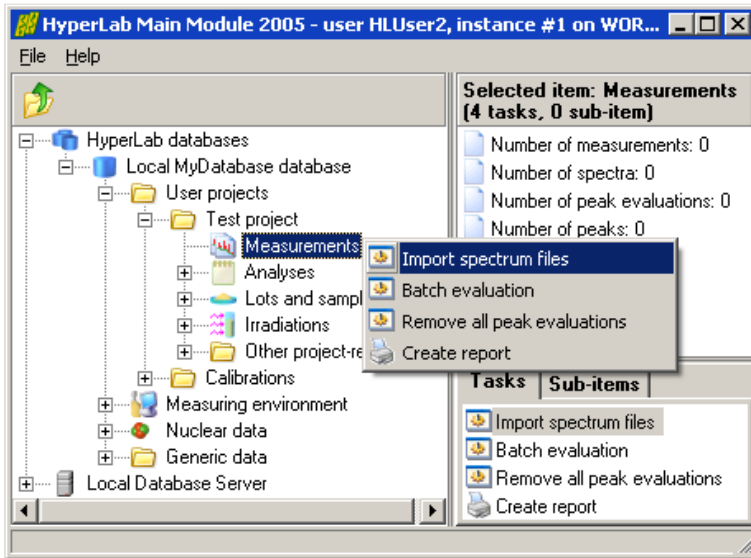 HyperLab Main Module 2005 - user HLUser2, instance #1 on WOR...
File Help
HyperLab databases
Local MyDatabase database
User projects
Test project
Measurements
Analyses
Lots and sampl
Irradiations
Other project-re
Calibrations
Measuring environment
Nuclear data
Generic data
Local Database Server
Selected item: Measurements
(4 tasks, 0 sub-item)
Number of measurements: 0
Number of spectra: 0
Number of peak evaluations: 0
Number of peaks: 0
Import spectrum files
Batch evaluation
Remove all peak evaluations
Create report
Tasks Sub-items
Import spectrum files
Batch evaluation
Remove all peak evaluations
Create report